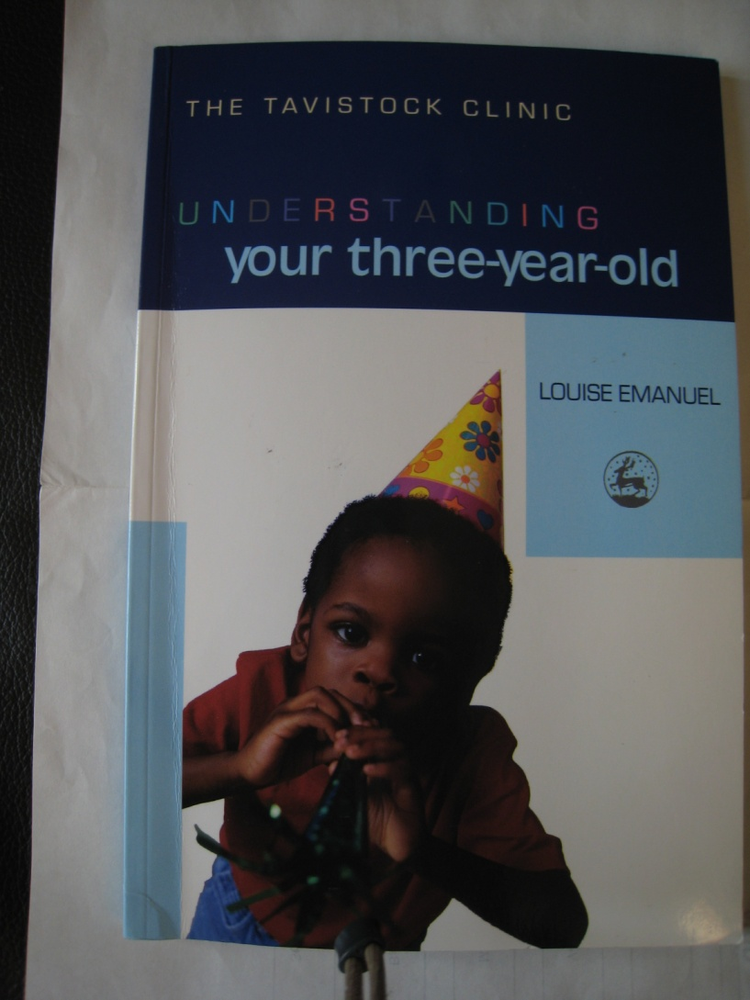 THE TAVISTOCK CLINIC
UNDERSTANDING
your three-year-old
LOUISE EMANUEL